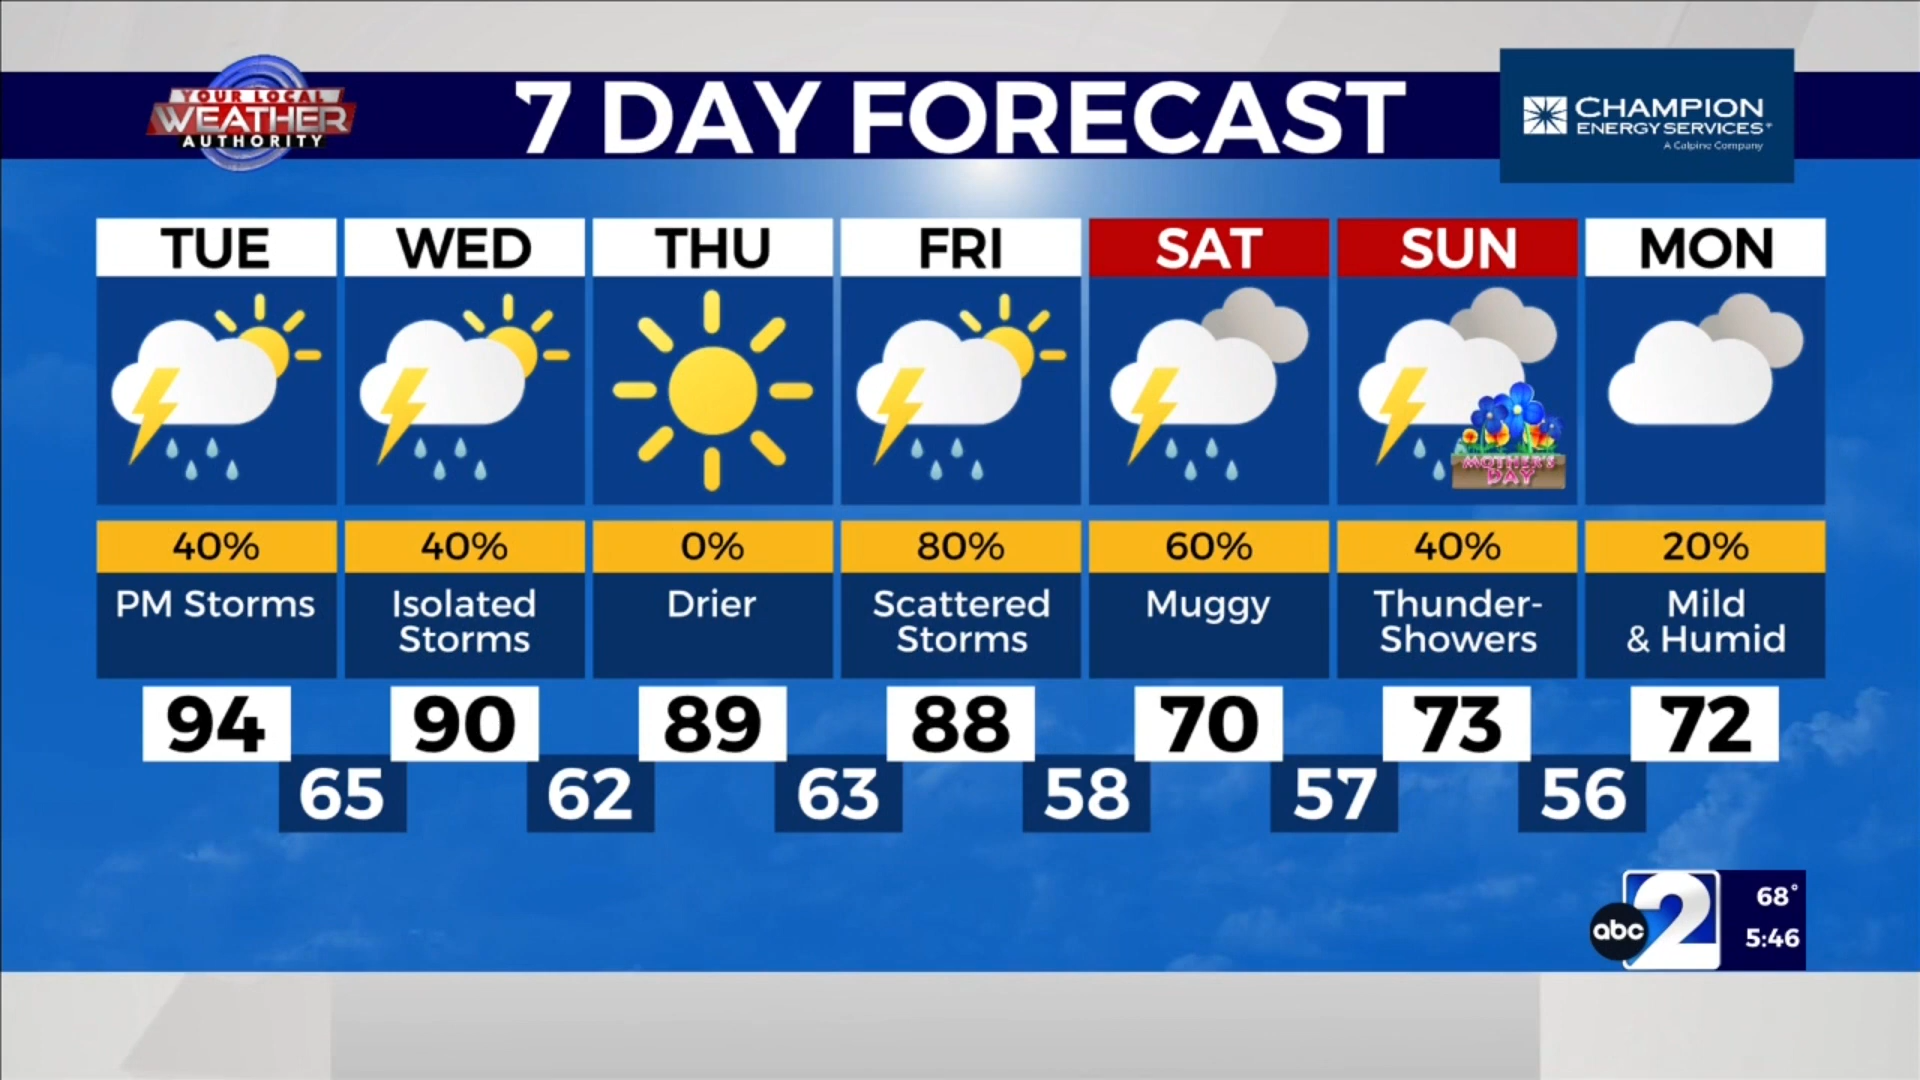 YOUR LOCAL
WEATHER
AUTHORITY
7 DAY FORECAST
CHAMPION
ENERGY SERVICES
A Calpine Company
TUE WED THU FRI SAT SUN MON
MOTHER'S
DAY
40% 40% 0% 80% 60% 40% 20%
PM Storms
Isolated
Storms
Drier
Scattered
Storms
Muggy
Thunder-
Showers
Mild
& Humid
94 90 89 88 70 73 72
65 62 63 58 57 56
abc 2
68°
5:46